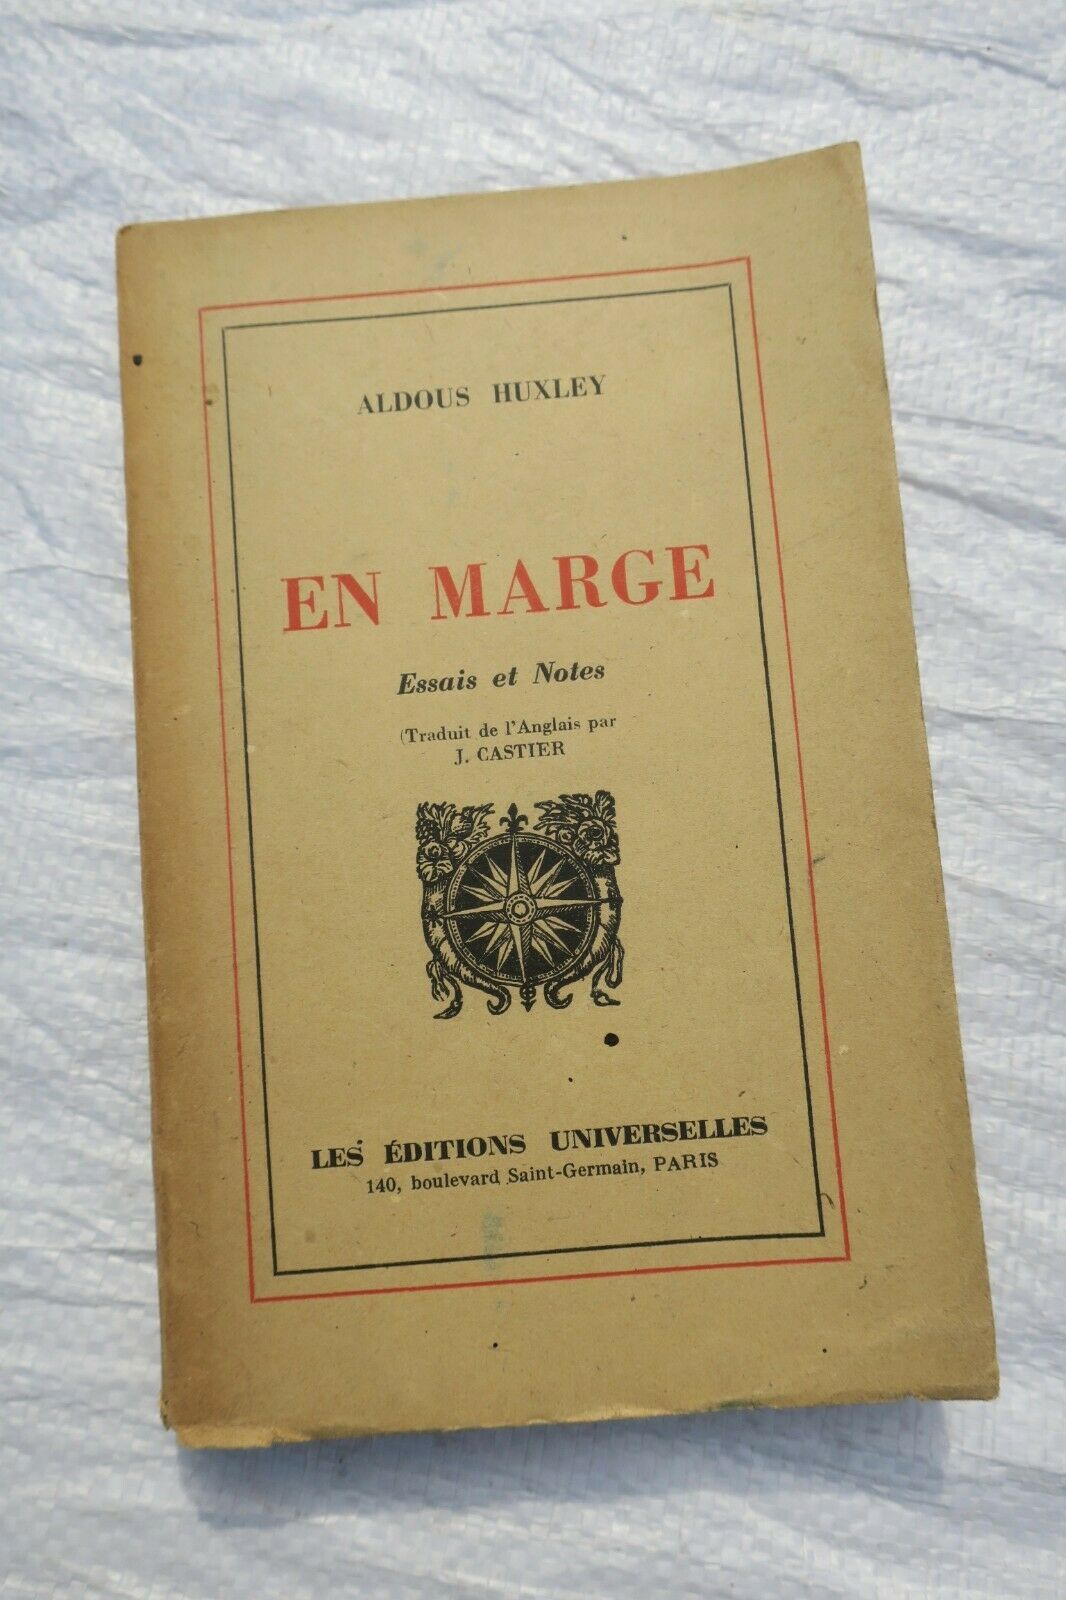 ALDOUS HUXLEY
EN MARGE
Essais et Notes
(Traduit de l'Anglais par
J. CASTIER
LES ÉDITIONS UNIVERSELLES
140, boulevard Saint-Germain, PARIS